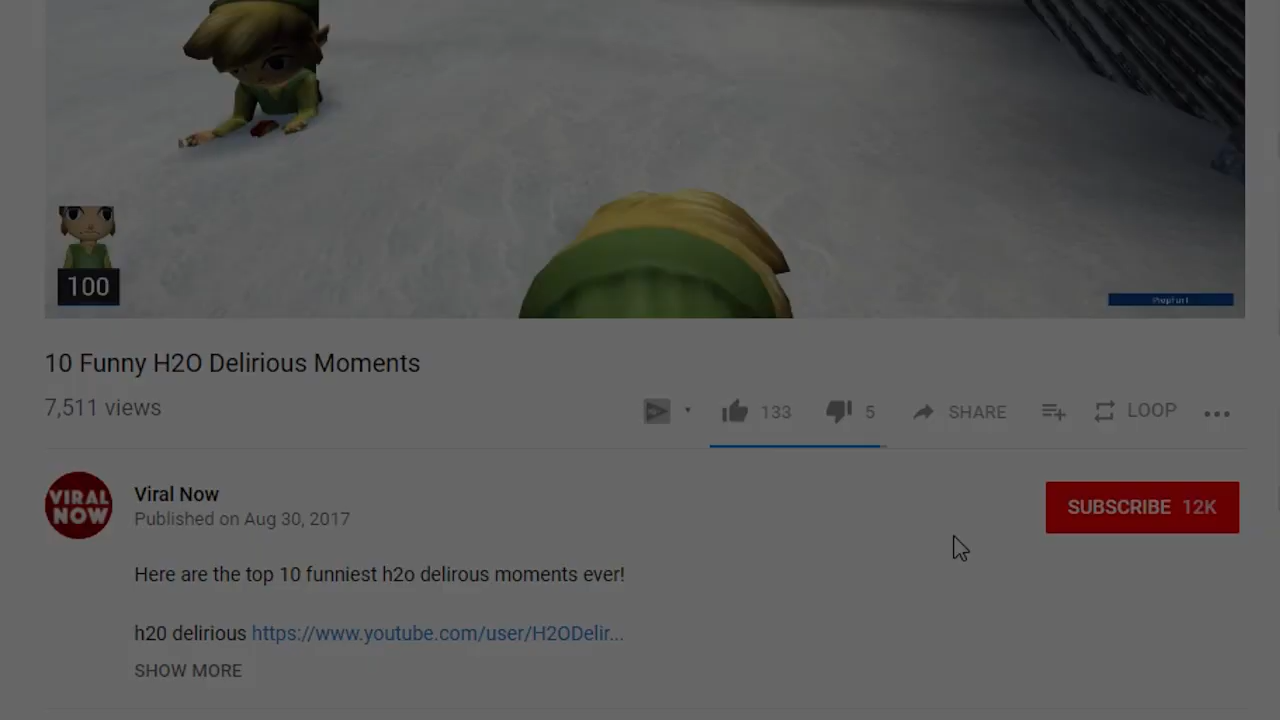 100
10 Funny H2O Delirious Moments
7,511 views
133
5
SHARE
LOOP
VIRAL
NOW
Viral Now
Published on Aug 30, 2017
SUBSCRIBE 12K
Here are the top 10 funniest h2o delirous moments ever!
h20 delirious https://www.youtube.com/user/H2ODelir...
SHOW MORE